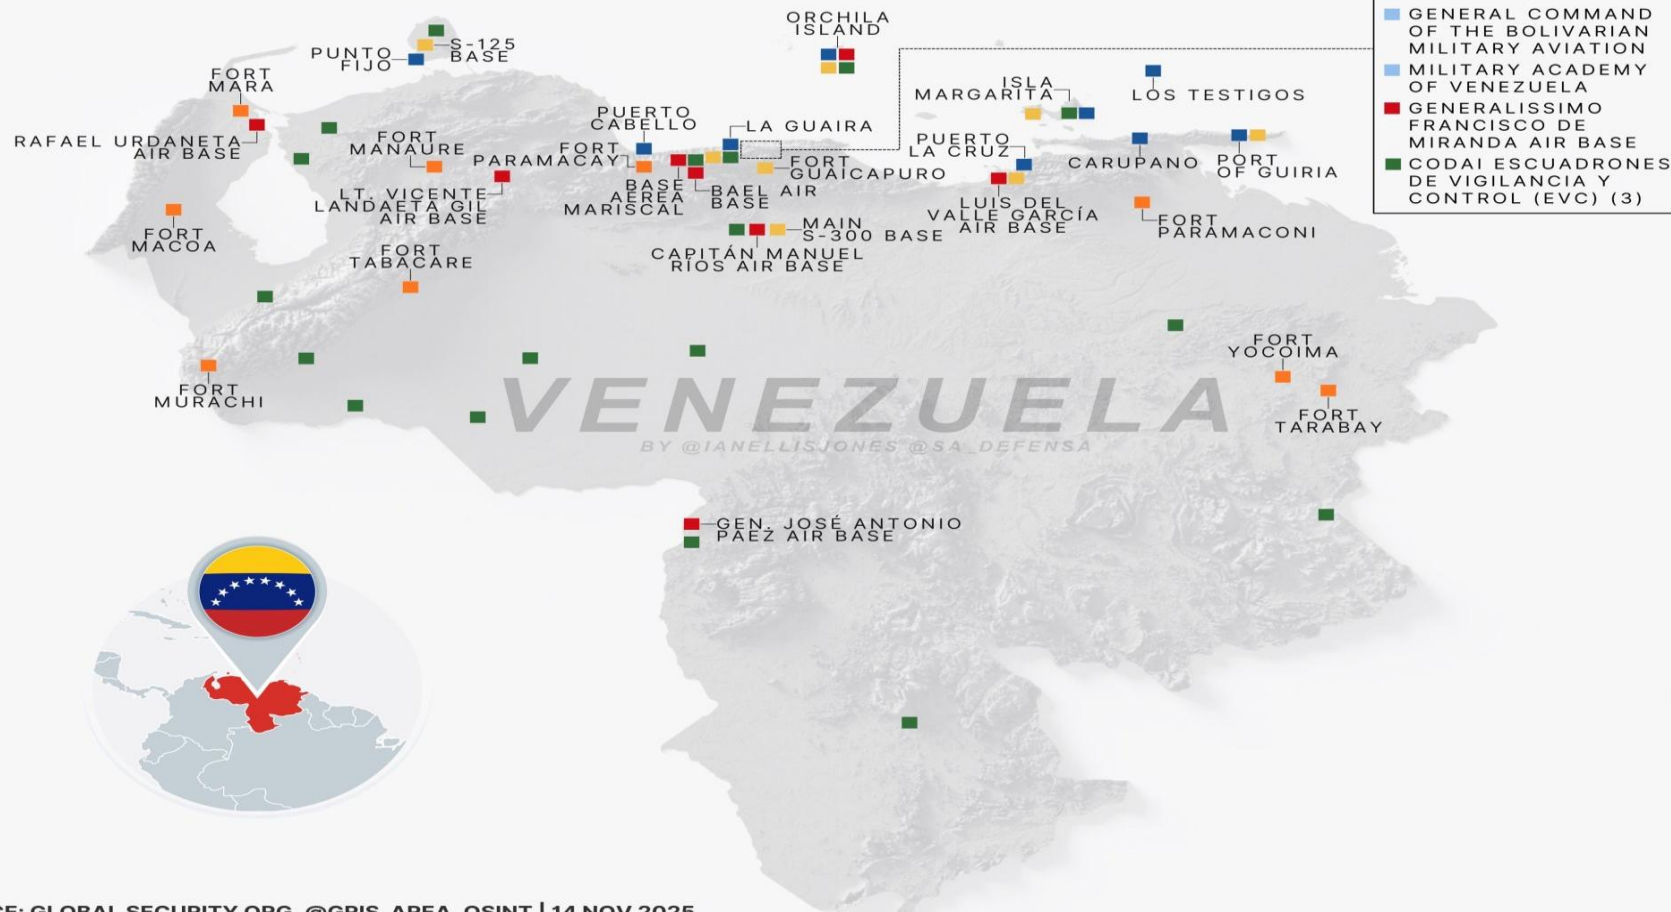 ORCHILA
ISLAND
S-125
BASE
PUNTO
FIJO
FORT
MARA
RAFAEL URDANETA
AIR BASE
FORT
MANAURE
PUERTO
CABELLO
FORT
PARAMACAY
LA GUAIRA
FORT
GUAICAPURO
BASE
AEREA
MARISCAL
BAEL AIR
BASE
LT. VICENTE
LANDAETA GIL
AIR BASE
FORT
MACOA
FORT
TABACARE
MAIN
S-300 BASE
CAPITÁN MANUEL
RÍOS AIR BASE
ISLA
MARGARITA
LOS TESTIGOS
PUERTO
LA CRUZ
CARUPANO
PORT
OF GUIRIA
LUIS DEL
VALLE GARCÍA
AIR BASE
FORT
PARAMACONI
GENERAL COMMAND
OF THE BOLIVARIAN
MILITARY AVIATION
MILITARY ACADEMY
OF VENEZUELA
GENERALISSIMO
FRANCISCO DE
MIRANDA AIR BASE
CODAI ESCUADRONES
DE VIGILANCIA Y
CONTROL (EVC) (3)
FORT
MURACHI
FORT
YOCOIMA
FORT
TARABAY
VENEZUELA
BY @IANELLISJONES @SA_DEFENSA
GEN. JOSÉ ANTONIO
PAEZ AIR BASE